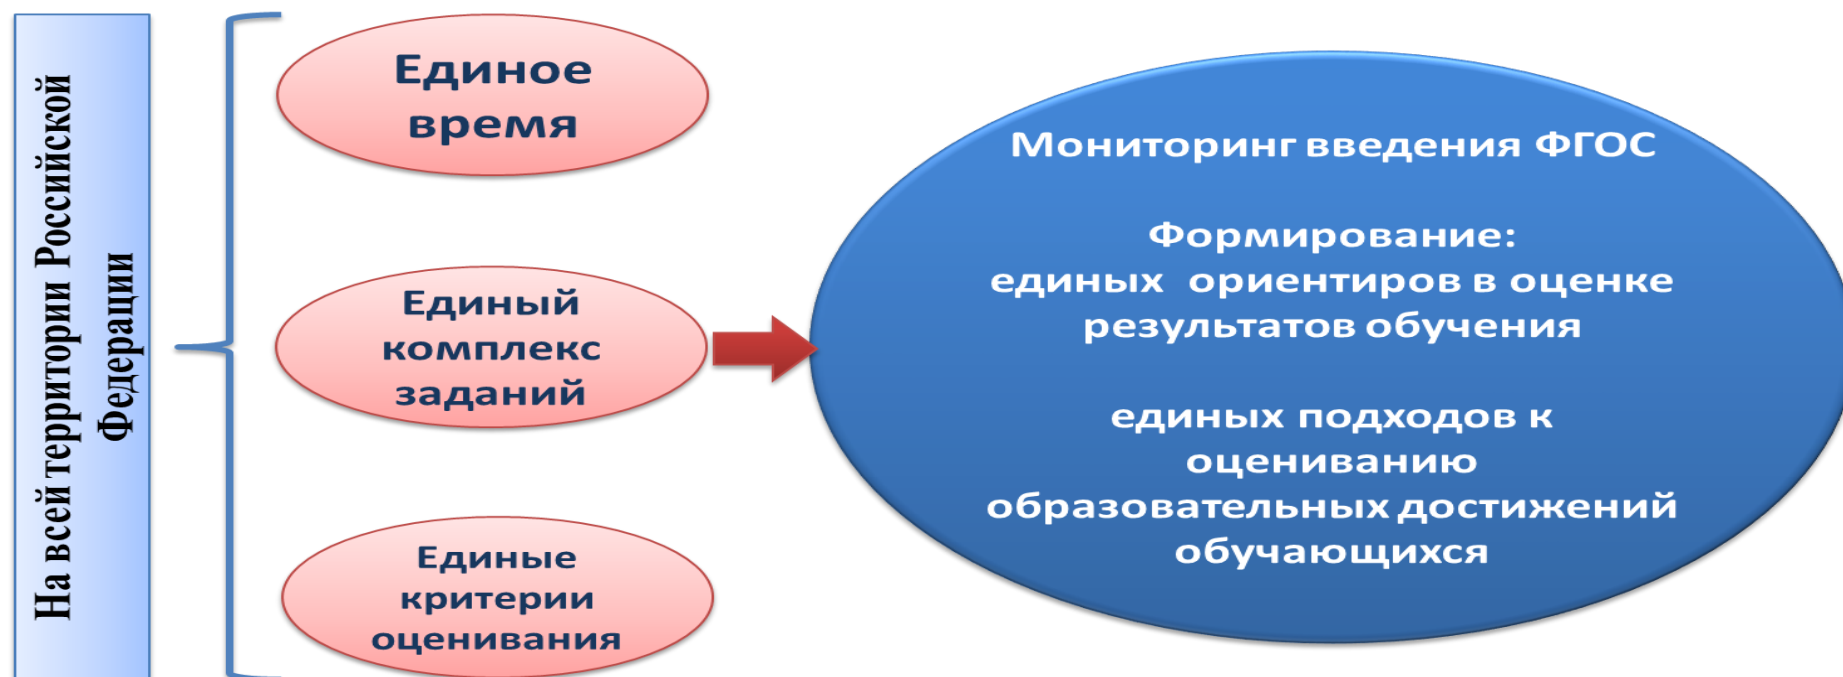 На всей территории Российской
Федерации
Единое
время
Единый
комплекс
заданий
Единые
критерии
оценивания
Мониторинг введения ФГОС
Формирование:
единых ориентиров в оценке
результатов обучения
единых подходов к
оцениванию
образовательных достижений
обучающихся